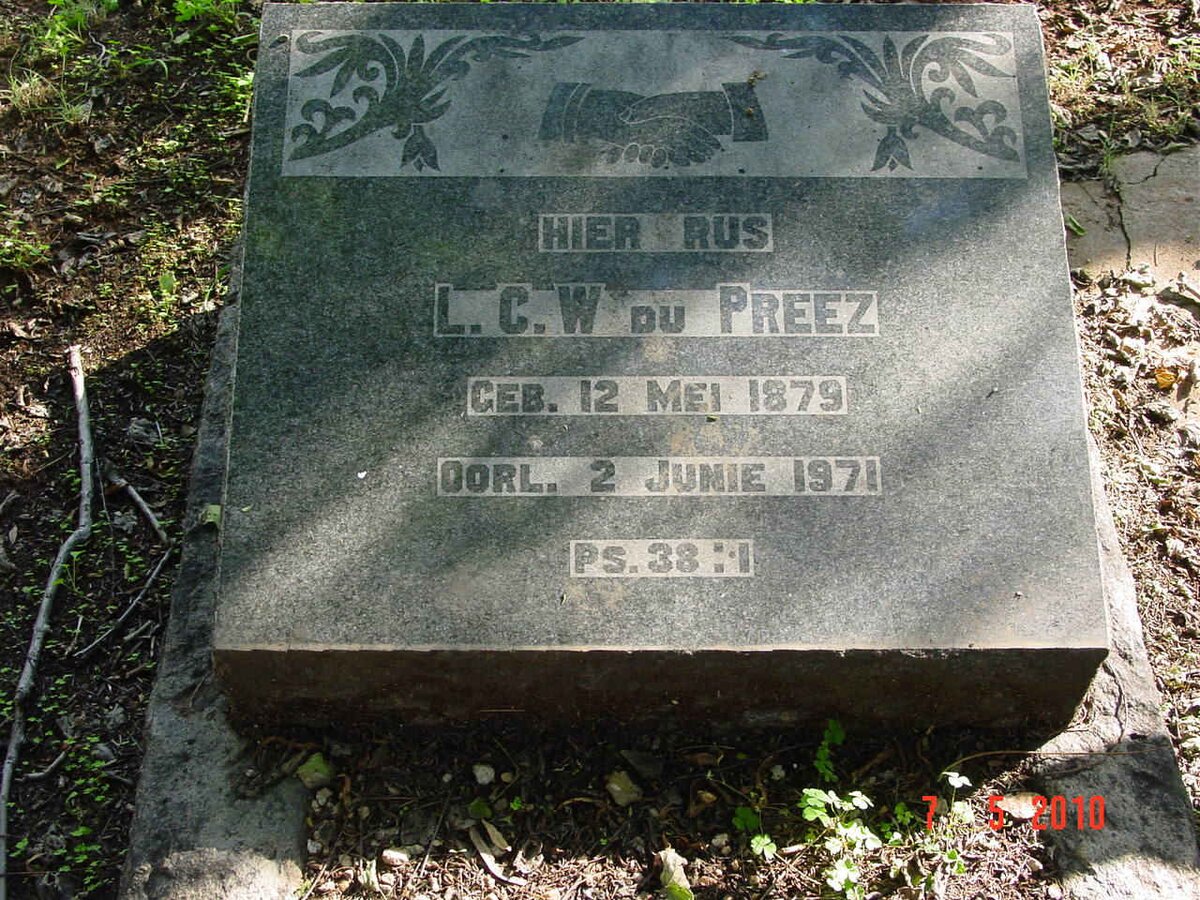 HIER RUS
L.C.W DU PREEZ
GEB. 12 MEI 1879
OORL. 2 JUNIE 1971
PS. 38:1
7 5 2010